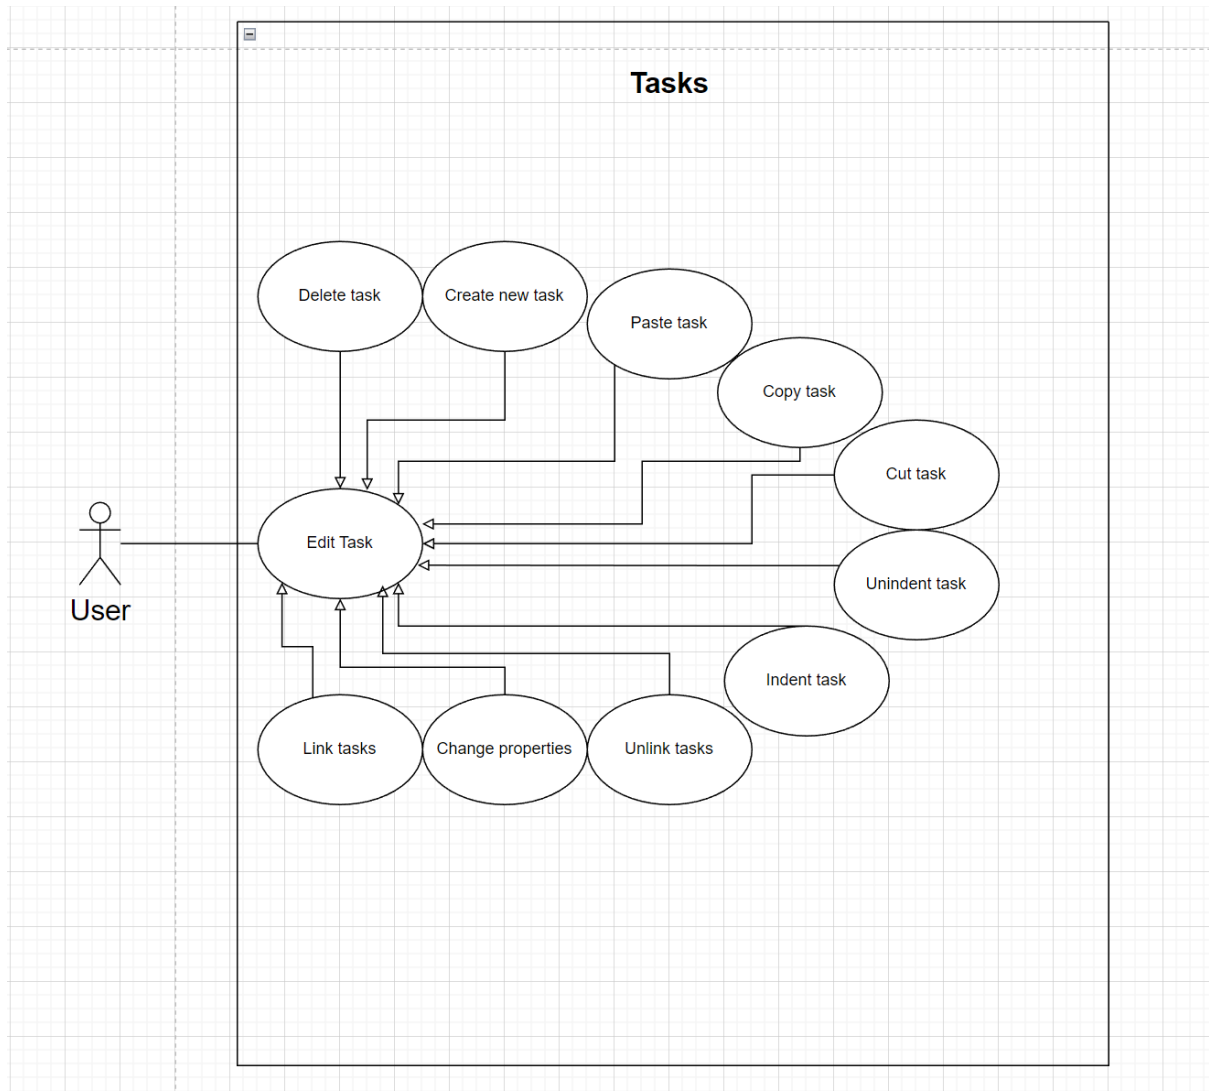 Tasks
Delete task
Create new task
Paste task
Copy task
Cut task
Edit Task
Unindent task
User
Indent task
Link tasks
Change properties
Unlink tasks